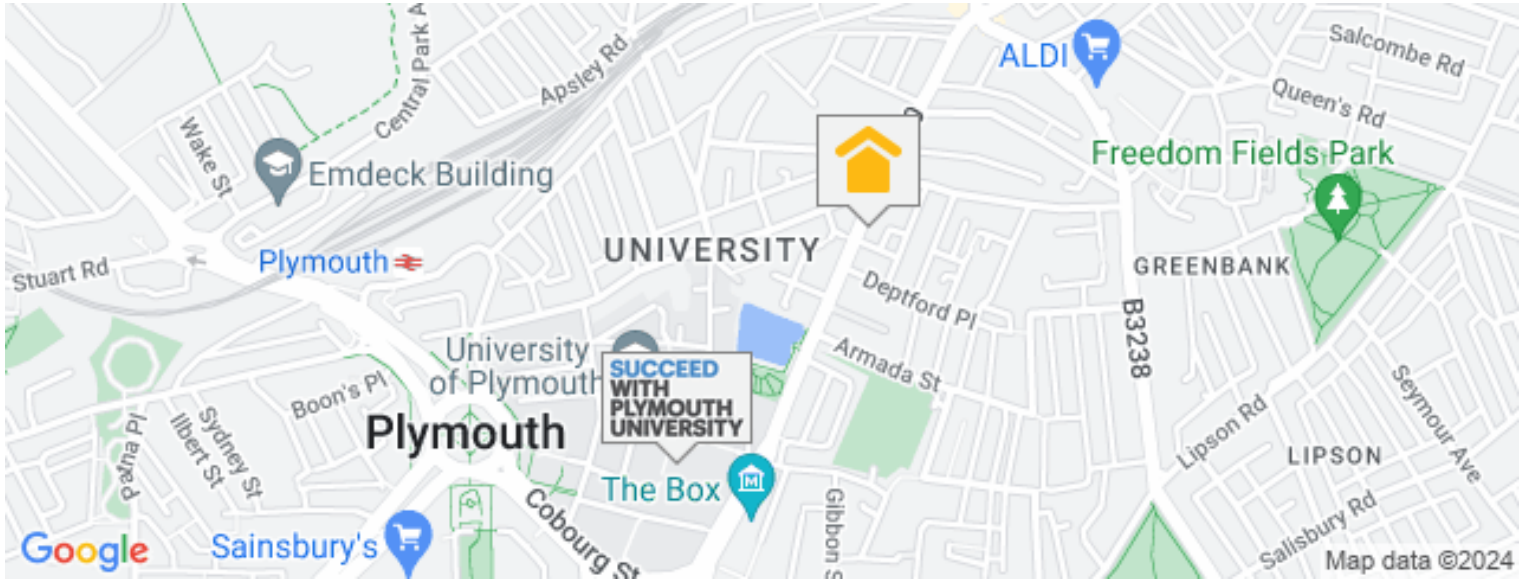 Salcombe Rd
ALDI
Central Park A
Apsley Rd
Queen's Rd
Wake St
Emdeck Building
Freedom Fields Park
UNIVERSITY
Plymouth
Stuart Rd
GREENBANK
Deptford Pl
B3238
University
of Plymouth
SUCCEED
WITH
PLYMOUTH
UNIVERSITY
Armada St
Boon's Pl
Plymouth
Seymour Ave
Sydney St
Ilbert St
Lipson Rd
LIPSON
The Box
M
Gibbon S
Cobourg St
Salisbury Rd
Sainsbury's
Google
Map data ©2024